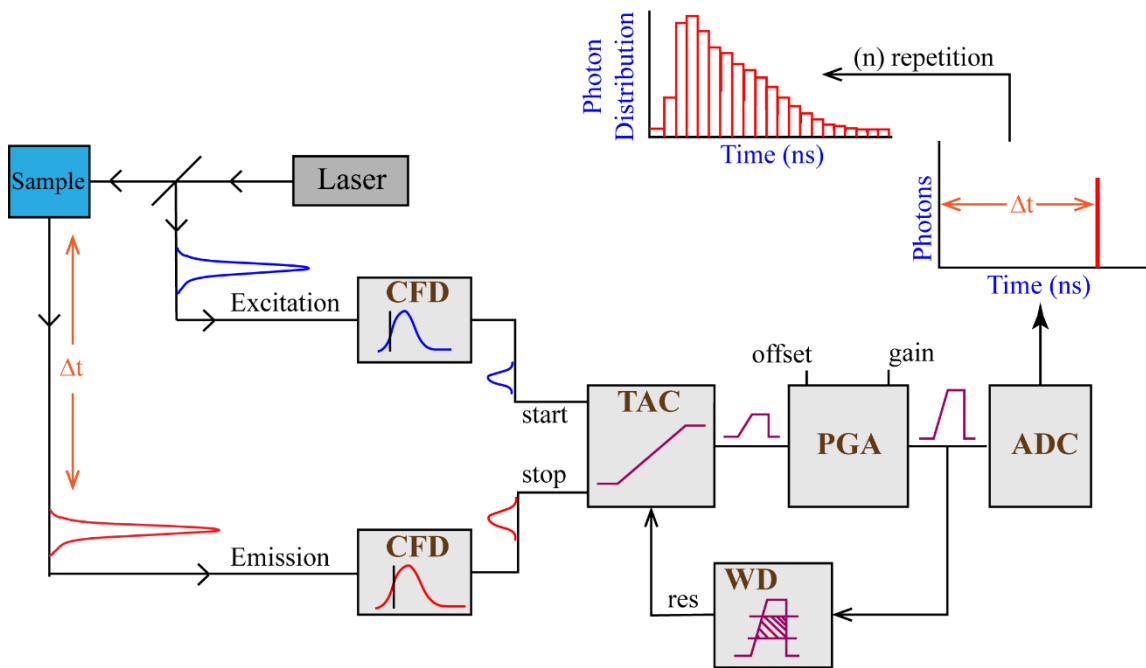 Photon
Distribution
Time (ns)
(n) repetition
Sample
Laser
Photons
Δt
Time (ns)
Δt
Excitation
CFD
start
TAC
offset
gain
PGA
ADC
stop
Emission
CFD
res
WD